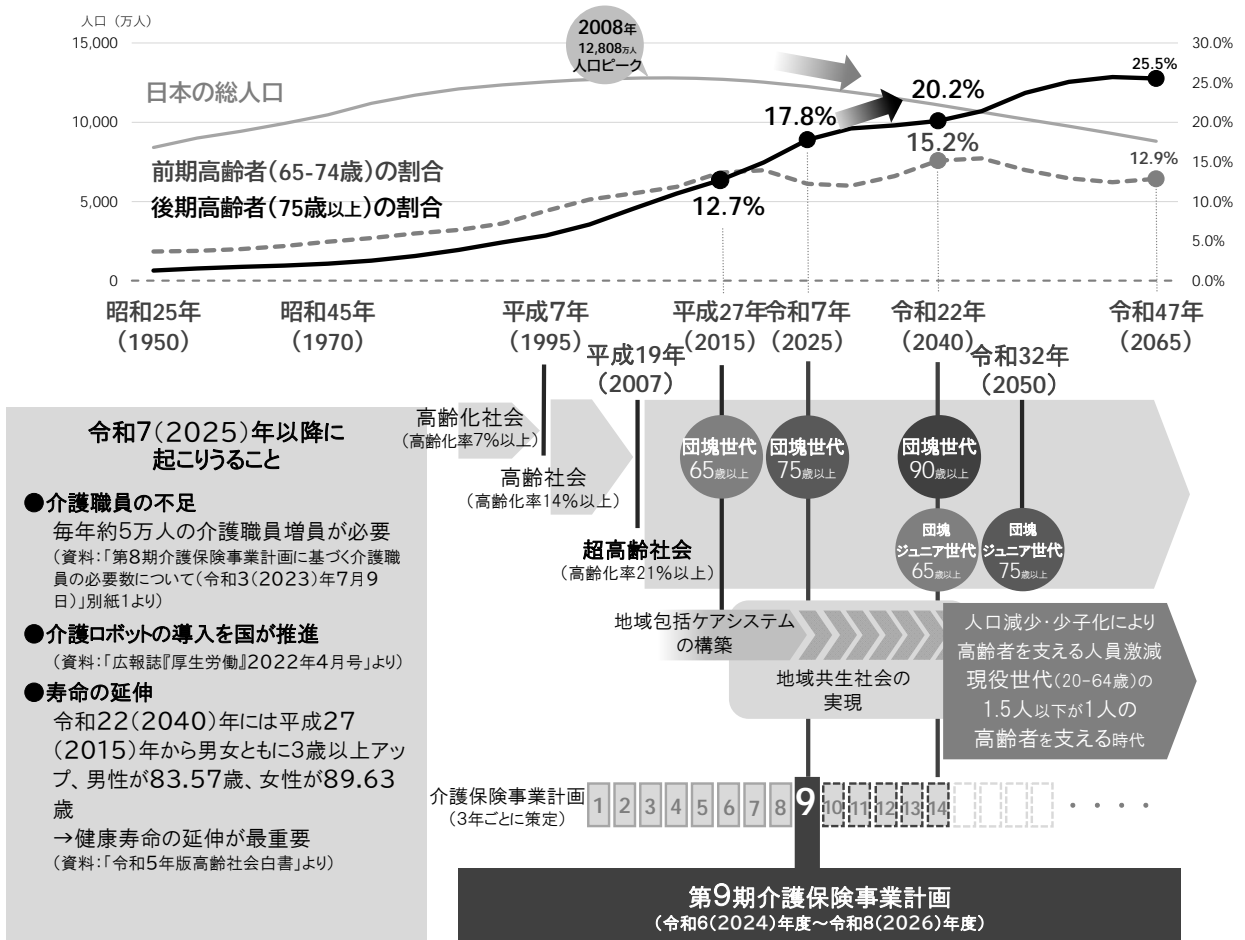 人口（万人）
15,000
10,000
5,000
0
30.0%
25.0%
20.0%
15.0%
10.0%
5.0%
0.0%
2008年
12,808万人
人口ピーク
日本の総人口
前期高齢者（65-74歳）の割合
後期高齢者（75歳以上）の割合
12.7%
17.8%
20.2%
15.2%
25.5%
12.9%
昭和25年
（1950）
昭和45年
（1970）
平成7年
（1995）
平成19年
（2007）
平成27年
（2015）
令和7年
（2025）
令和22年
（2040）
令和32年
（2050）
令和47年
（2065）
令和7（2025）年以降に
起こりうること
●介護職員の不足
毎年約5万人の介護職員増員が必要
（資料：「第8期介護保険事業計画に基づく介護職
員の必要数について（令和3（2023）年7月9
日）」別紙1より）
●介護ロボットの導入を国が推進
（資料：「広報誌『厚生労働』2022年4月号」より）
●寿命の延伸
令和22（2040）年には平成27
（2015）年から男女ともに3歳以上アッ
プ、男性が83.57歳、女性が89.63
歳
→健康寿命の延伸が最重要
（資料：「令和5年版高齢社会白書」より）
高齢化社会
（高齢化率7%以上）
高齢社会
（高齢化率14%以上）
超高齢社会
（高齢化率21%以上）
団塊世代
65歳以上
団塊世代
75歳以上
団塊世代
90歳以上
団塊
ジュニア世代
65歳以上
団塊
ジュニア世代
75歳以上
地域包括ケアシステム
の構築
地域共生社会の
実現
人口減少・少子化により
高齢者を支える人員激減
現役世代（20-64歳）の
1.5人以下が1人の
高齢者を支える時代
介護保険事業計画
（3年ごとに策定）
1 2 3 4 5 6 7 8 9 10 11 12 13 14 ・・・・
第9期介護保険事業計画
（令和6（2024）年度～令和8（2026）年度）